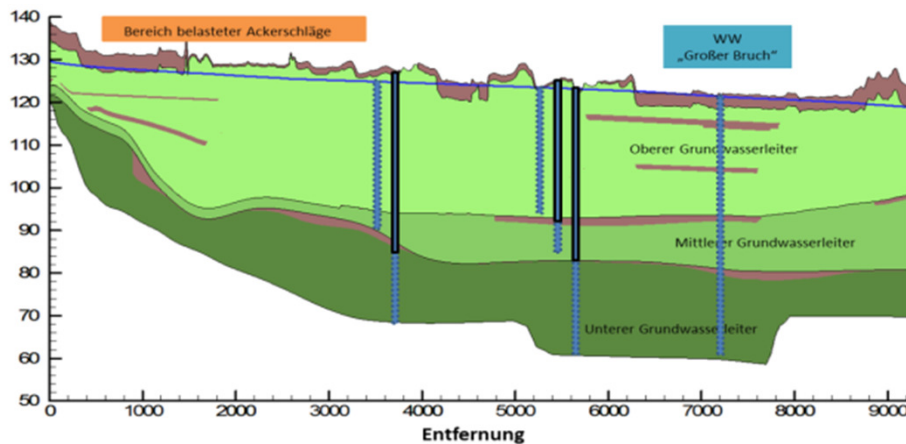 140
130
120
110
100
90
80
70
60
50
Bereich belasteter Ackerschläge
WW
„Großer Bruch“
Oberer Grundwasserleiter
Mittlerer Grundwasserleiter
Unterer Grundwasserleiter
0 1000 2000 3000 4000 5000 6000 7000 8000 9000
Entfernung